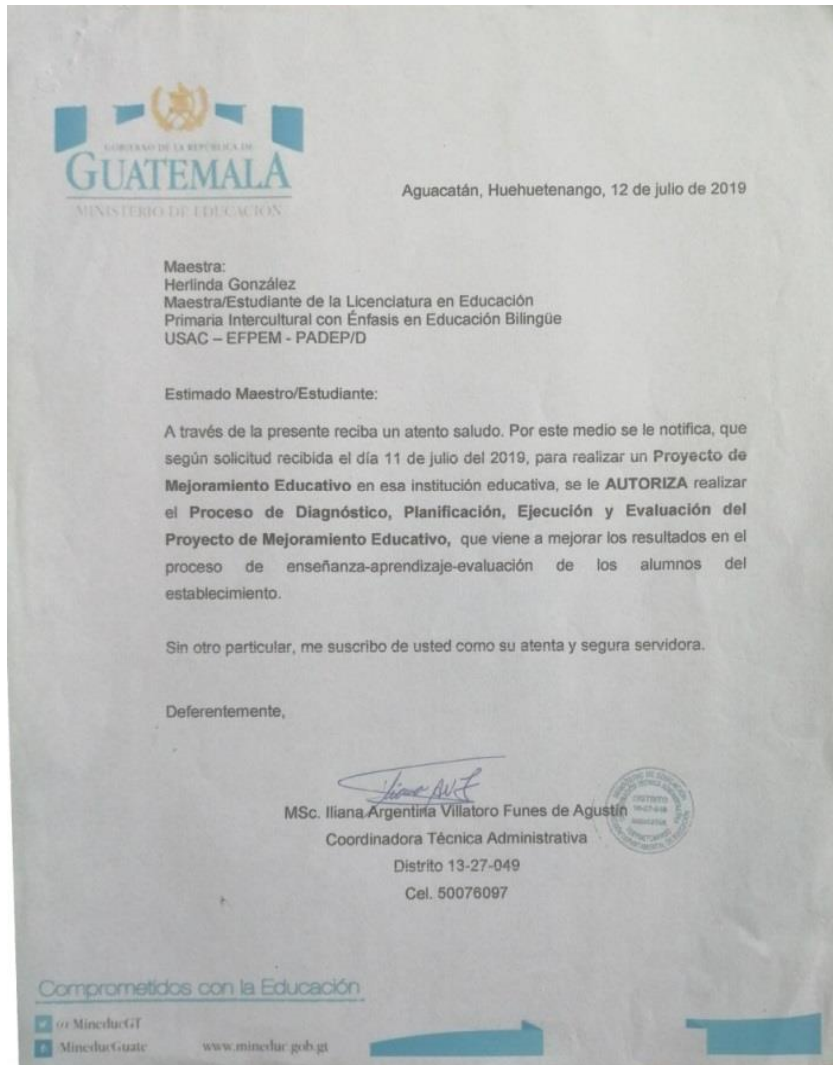 GOBIERNO DE LA REPÚBLICA DE
GUATEMALA
MINISTERIO DE EDUCACIÓN
Aguacatán, Huehuetenango, 12 de julio de 2019
Maestra:
Herlinda González
Maestra/Estudiante de la Licenciatura en Educación
Primaria Intercultural con Énfasis en Educación Bilingüe
USAC – EFPEM - PADEP/D
Estimado Maestro/Estudiante:
A través de la presente reciba un atento saludo. Por este medio se le notifica, que
según solicitud recibida el día 11 de julio del 2019, para realizar un Proyecto de
Mejoramiento Educativo en esa institución educativa, se le AUTORIZA realizar
el Proceso de Diagnóstico, Planificación, Ejecución y Evaluación del
Proyecto de Mejoramiento Educativo, que viene a mejorar los resultados en el
proceso de enseñanza-aprendizaje-evaluación de los alumnos del
establecimiento.
Sin otro particular, me suscribo de usted como su atenta y segura servidora.
Deferentemente,
MSc. Iliana Argentina Villatoro Funes de Agustín
Coordinadora Técnica Administrativa
Distrito 13-27-049
Cel. 50076097
Comprometidos con la Educación
MineducGT
MineducGuate www.mineduc.gob.gt